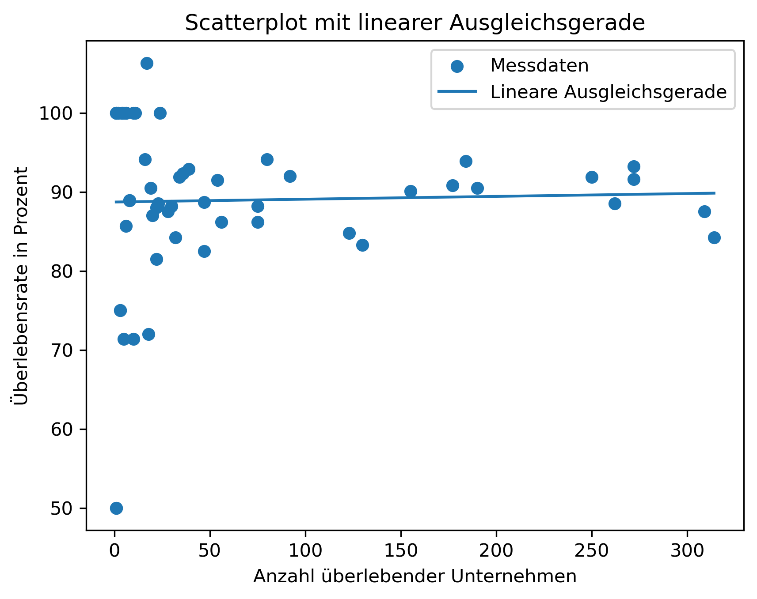 Scatterplot mit linearer Ausgleichsgerade
Messdaten
Lineare Ausgleichsgerade
100
90
80
70
60
50
Überlebensrate in Prozent
0 50 100 150 200 250 300
Anzahl überlebender Unternehmen